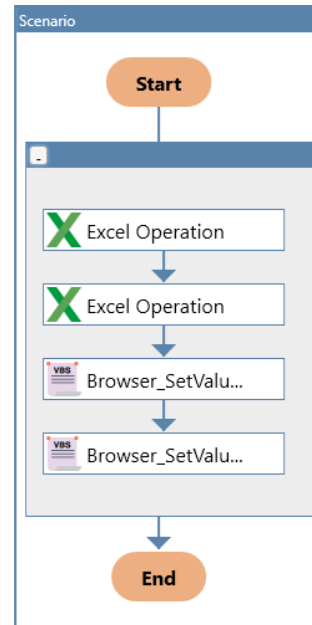 Scenario
Start
-
Excel Operation
Excel Operation
VBS
Browser_SetValu...
VBS
Browser_SetValu...
End